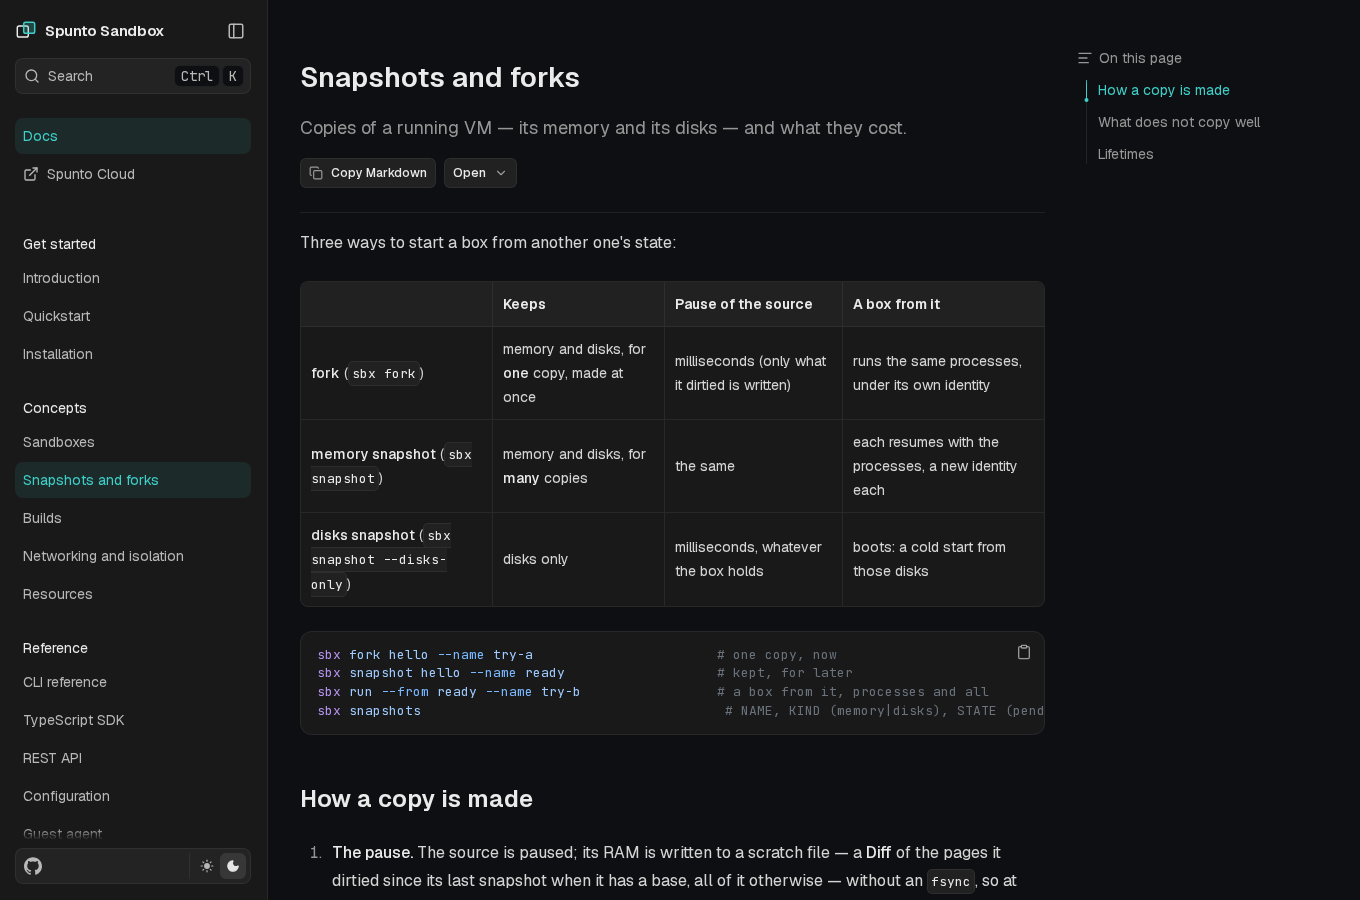 Spunto Sandbox
Search Ctrl K
Docs
Spunto Cloud
Get started
Introduction
Quickstart
Installation
Concepts
Sandboxes
Snapshots and forks
Builds
Networking and isolation
Resources
Reference
CLI reference
TypeScript SDK
REST API
Configuration
Guest agent
Snapshots and forks
Copies of a running VM — its memory and its disks — and what they cost.
Copy Markdown Open
Three ways to start a box from another one's state:
Keeps Pause of the source A box from it
fork (sbx fork)
memory and disks, for
one copy, made at
once
milliseconds (only what
it dirtied is written)
runs the same processes,
under its own identity
memory snapshot (sbx
snapshot)
memory and disks, for
many copies
the same
each resumes with the
processes, a new identity
each
disks snapshot (sbx
snapshot --disks-
only)
disks only
milliseconds, whatever
the box holds
boots: a cold start from
those disks
sbx fork hello --name try-a # one copy, now
sbx snapshot hello --name ready # kept, for later
sbx run --from ready --name try-b # a box from it, processes and all
sbx snapshots # NAME, KIND (memory|disks), STATE (pend
How a copy is made
1. The pause. The source is paused; its RAM is written to a scratch file — a Diff of the pages it
dirtied since its last snapshot when it has a base, all of it otherwise — without an fsync, so at
On this page
How a copy is made
What does not copy well
Lifetimes